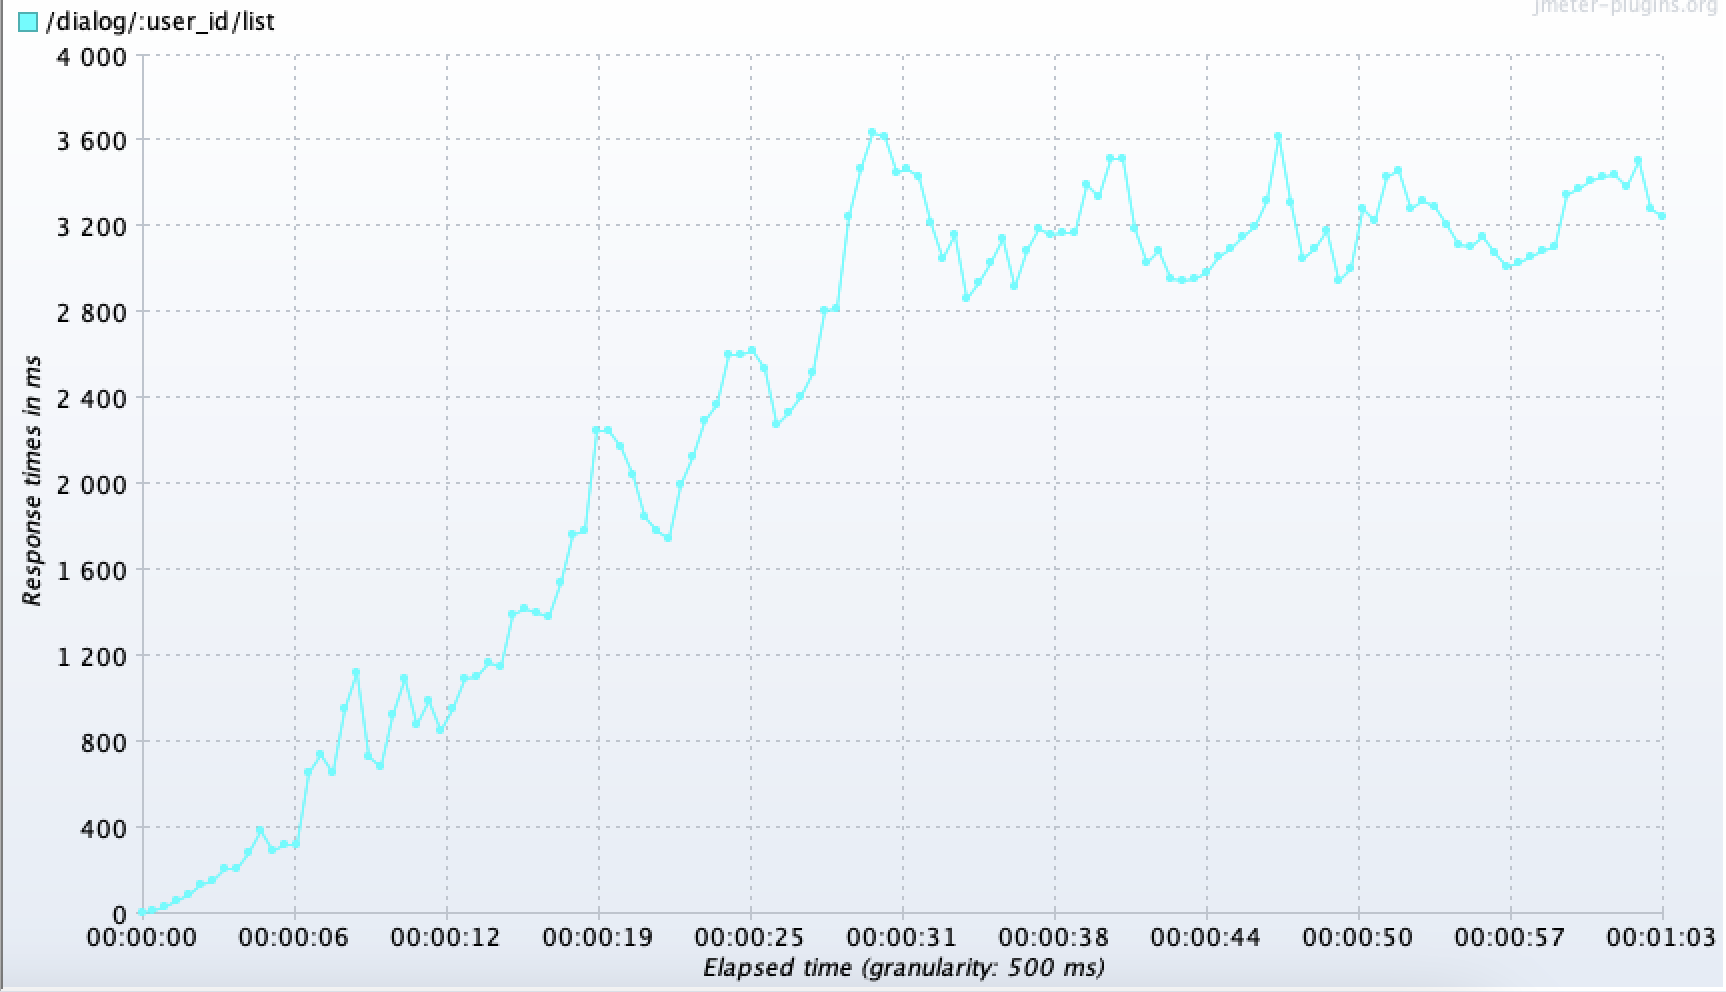 jmeter-plugins.org
/dialog/:user_id/list
4 000
3 600
3 200
2 800
2 400
2 000
1 600
1 200
800
400
0
Response times in ms
00:00:00 00:00:06 00:00:12 00:00:19 00:00:25 00:00:31 00:00:38 00:00:44 00:00:50 00:00:57 00:01:03
Elapsed time (granularity: 500 ms)